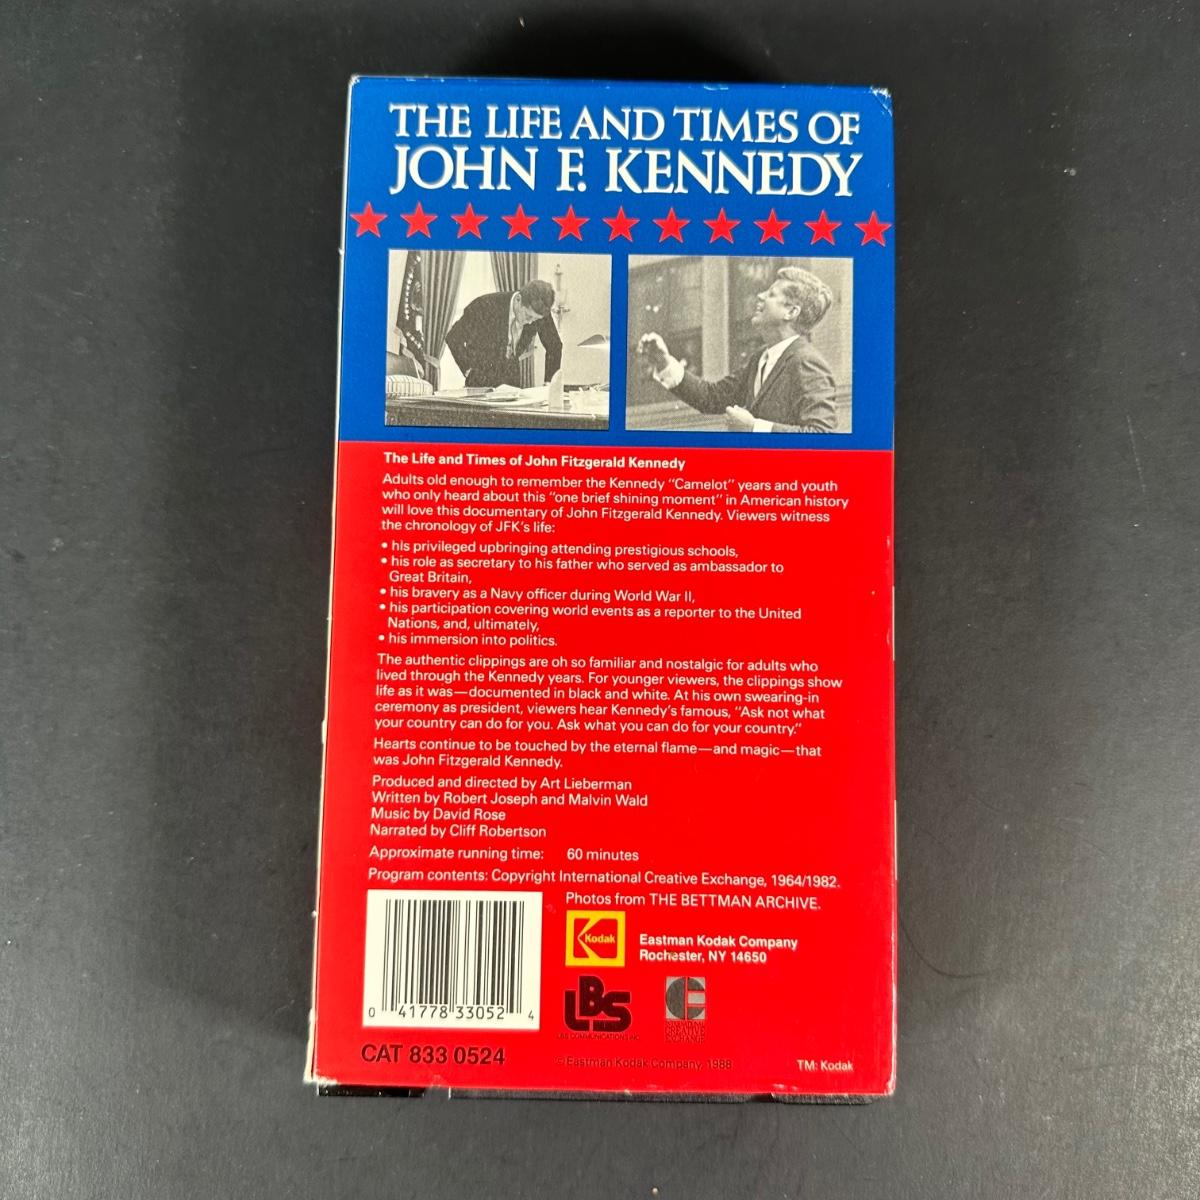 THE LIFE AND TIMES OF
JOHN F. KENNEDY
The Life and Times of John Fitzgerald Kennedy
Adults old enough to remember the Kennedy "Camelot" years and youth
who only heard about this "one brief shining moment" in American history
will love this documentary of John Fitzgerald Kennedy. Viewers witness
the chronology of JFK's life:
• his privileged upbringing attending prestigious schools,
• his role as secretary to his father who served as ambassador to
Great Britain,
• his bravery as a Navy officer during World War II,
• his participation covering world events as a reporter to the United
Nations, and, ultimately,
• his immersion into politics.
The authentic clippings are oh so familiar and nostalgic for adults who
lived through the Kennedy years. For younger viewers, the clippings show
life as it was—documented in black and white. At his own swearing-in
ceremony as president, viewers hear Kennedy's famous, "Ask not what
your country can do for you. Ask what you can do for your country."
Hearts continue to be touched by the eternal flame—and magic—that
was John Fitzgerald Kennedy.
Produced and directed by Art Lieberman
Written by Robert Joseph and Malvin Wald
Music by David Rose
Narrated by Cliff Robertson
Approximate running time: 60 minutes
Program contents: Copyright International Creative Exchange, 1964/1982.
Photos from THE BETTMAN ARCHIVE.
Kodak
Eastman Kodak Company
Rochester, NY 14650
LBS
LBS COMMUNICATIONS INC.
CREATIVE
EXCHANGE
0 41778 33052 4
CAT 833 0524
©Eastman Kodak Company, 1988
TM: Kodak